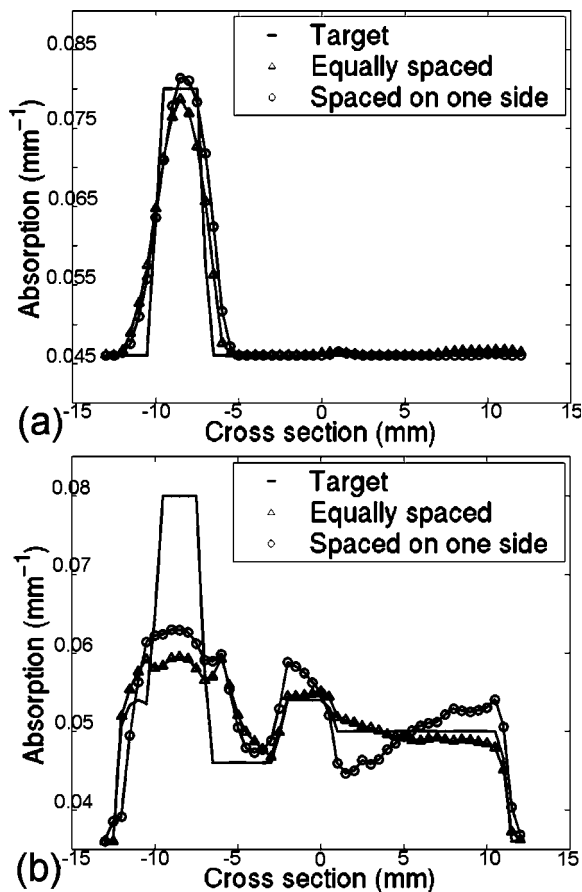 0.085
0.075
0.065
0.055
0.045
Absorption (mm⁻¹)
Target
Equally spaced
Spaced on one side
-15 -10 -5 0 5 10 15
Cross section (mm)
(a)
0.08
0.07
0.06
0.05
0.04
Absorption (mm⁻¹)
Target
Equally spaced
Spaced on one side
-15 -10 -5 0 5 10 15
Cross section (mm)
(b)